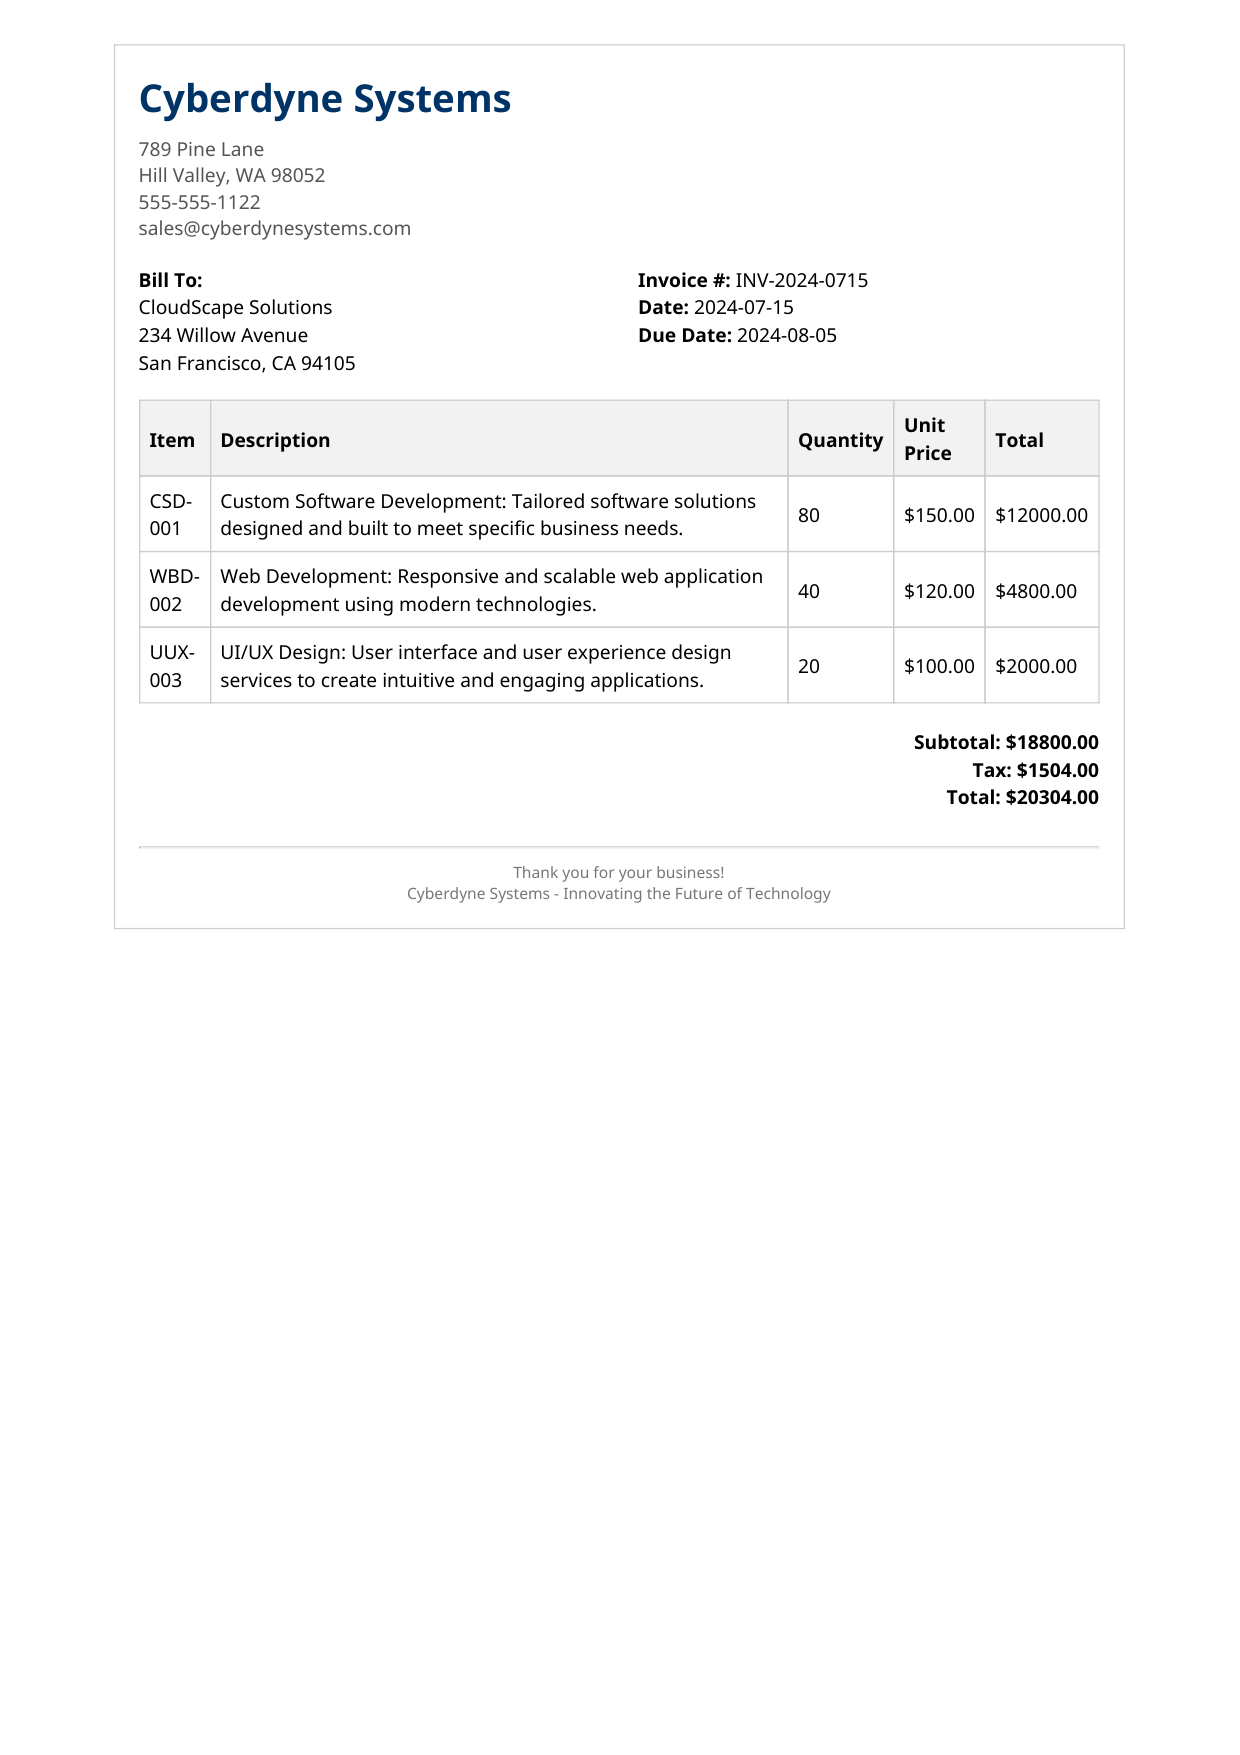 Cyberdyne Systems
789 Pine Lane
Hill Valley, WA 98052
555-555-1122
sales@cyberdynesystems.com
Bill To:
CloudScape Solutions
234 Willow Avenue
San Francisco, CA 94105
Invoice #: INV-2024-0715
Date: 2024-07-15
Due Date: 2024-08-05
Item Description Quantity Unit Price Total
CSD-001 Custom Software Development: Tailored software solutions
designed and built to meet specific business needs. 80 $150.00 $12000.00
WBD-002 Web Development: Responsive and scalable web application
development using modern technologies. 40 $120.00 $4800.00
UUX-003 UI/UX Design: User interface and user experience design
services to create intuitive and engaging applications. 20 $100.00 $2000.00
Subtotal: $18800.00
Tax: $1504.00
Total: $20304.00
Thank you for your business!
Cyberdyne Systems - Innovating the Future of Technology